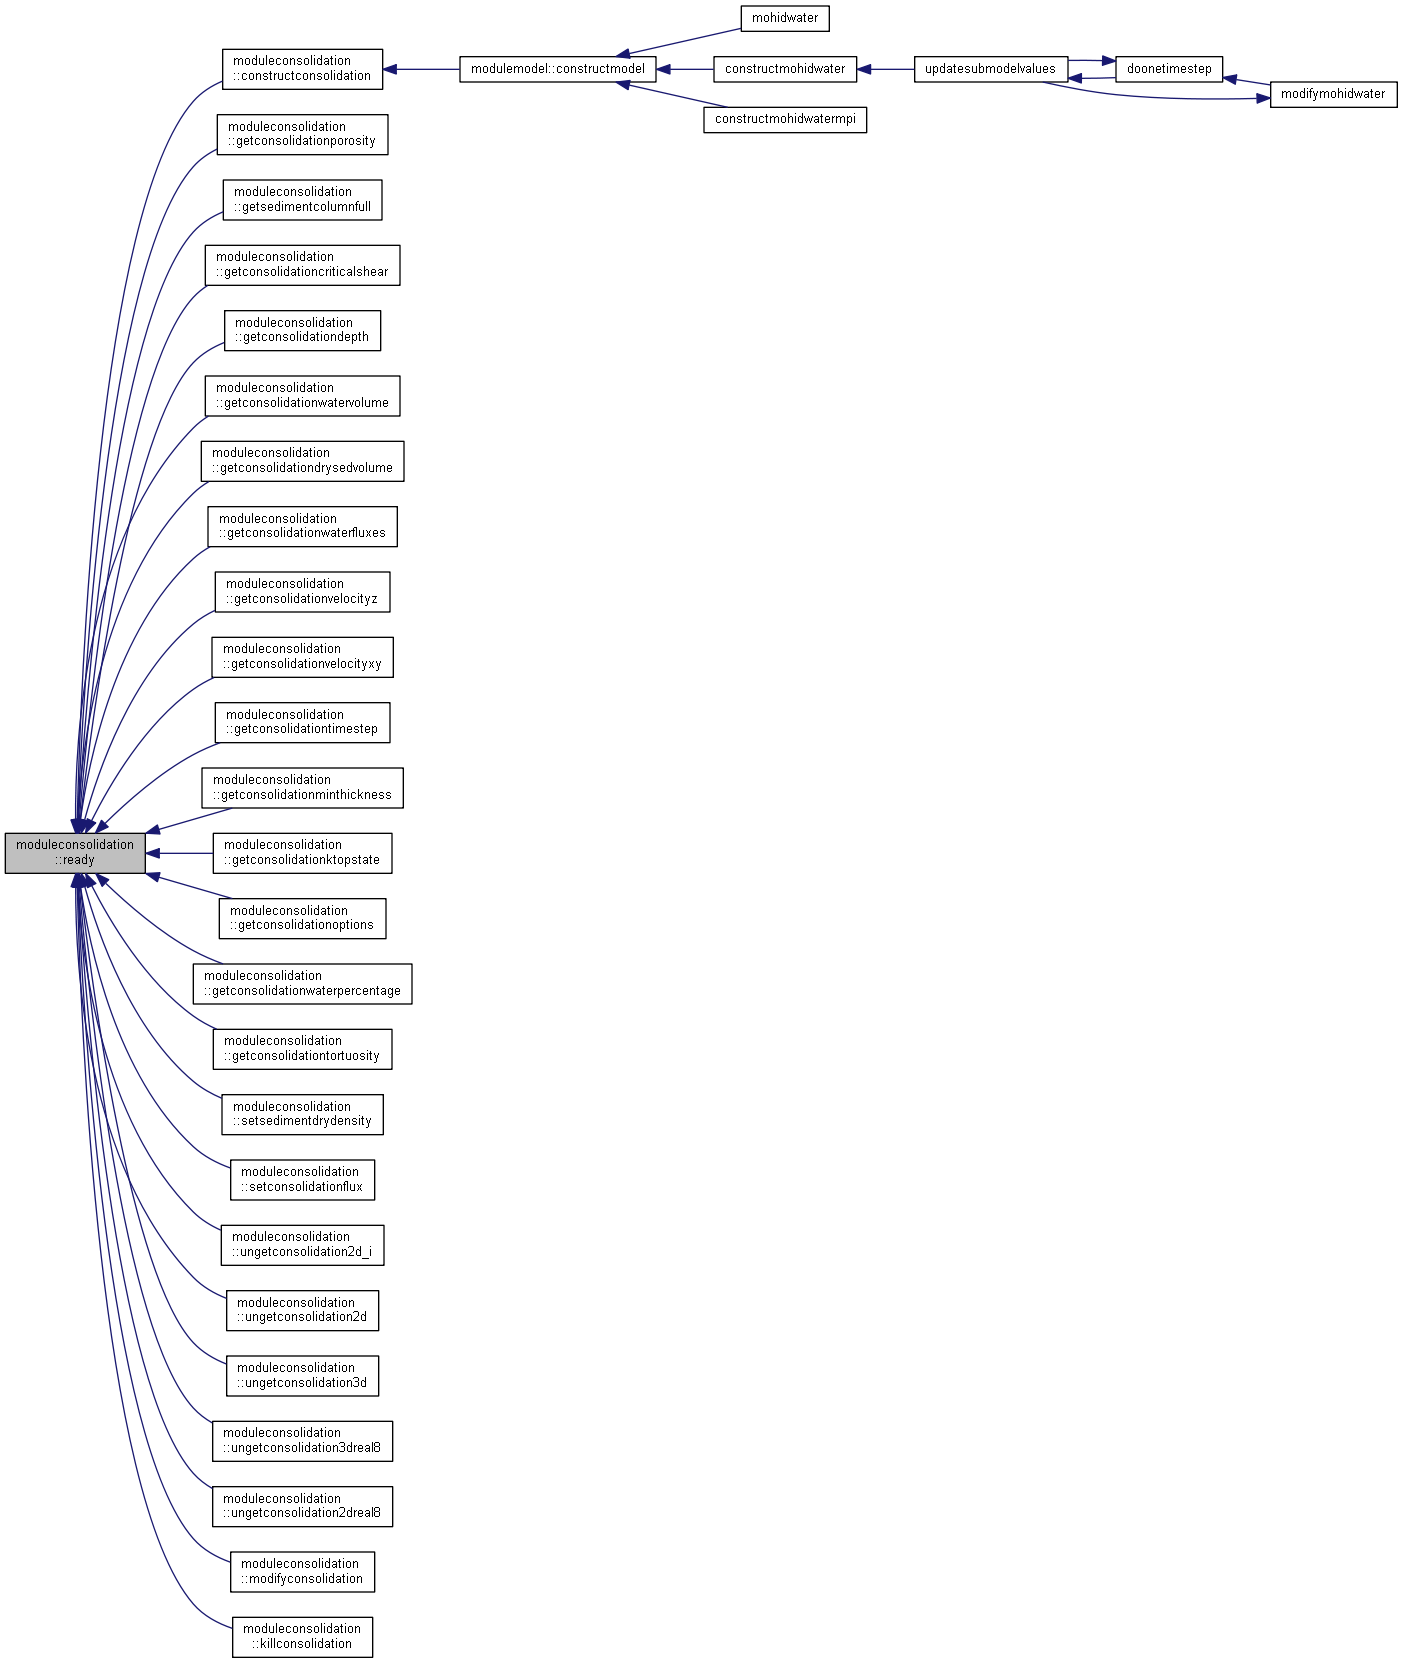 mohidwater
moduleconsolidation
::constructconsolidation
modulemodel::constructmodel
constructmohidwater
updatesubmodelvalues
doonetimestep
modifymohidwater
constructmohidwatermpi
moduleconsolidation
::getconsolidationporosity
moduleconsolidation
::getsedimentcolumnfull
moduleconsolidation
::getconsolidationcriticalshear
moduleconsolidation
::getconsolidationdepth
moduleconsolidation
::getconsolidationwatervolume
moduleconsolidation
::getconsolidationdrysedvolume
moduleconsolidation
::getconsolidationwaterfluxes
moduleconsolidation
::getconsolidationvelocityz
moduleconsolidation
::getconsolidationvelocityxy
moduleconsolidation
::getconsolidationtimestep
moduleconsolidation
::getconsolidationminthickness
moduleconsolidation
::ready
moduleconsolidation
::getconsolidationktopstate
moduleconsolidation
::getconsolidationoptions
moduleconsolidation
::getconsolidationwaterpercentage
moduleconsolidation
::getconsolidationtortuosity
moduleconsolidation
::setsedimentdrydensity
moduleconsolidation
::setconsolidationflux
moduleconsolidation
::ungetconsolidation2d_i
moduleconsolidation
::ungetconsolidation2d
moduleconsolidation
::ungetconsolidation3d
moduleconsolidation
::ungetconsolidation3dreal8
moduleconsolidation
::ungetconsolidation2dreal8
moduleconsolidation
::modifyconsolidation
moduleconsolidation
::killconsolidation